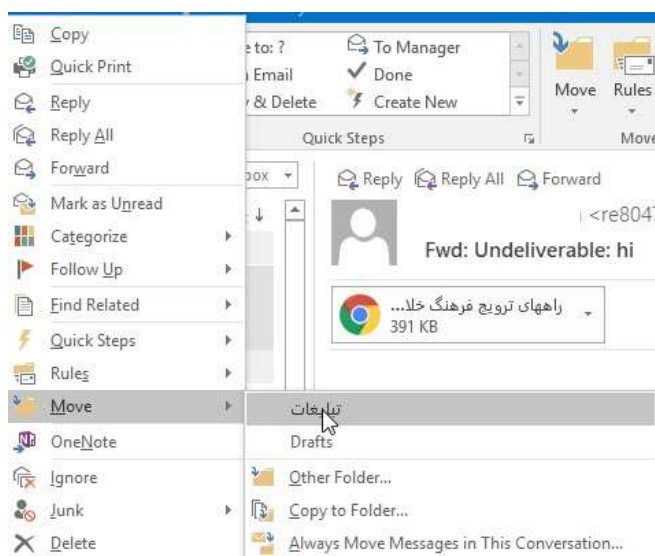 Copy
Quick Print
Reply
Reply All
Forward
Mark as Unread
Categorize
Follow Up
Find Related
Quick Steps
Rules
Move
OneNote
Ignore
Junk
Delete
e to: ?
To Manager
Email
Done
& Delete
Create New
Quick Steps
Move
Rules
Move
box
Reply
Reply All
Forward
<re8047
Fwd: Undeliverable: hi
راههای ترویج فرهنگ خلا...
391 KB
تبلیغات
Drafts
Other Folder...
Copy to Folder...
Always Move Messages in This Conversation...